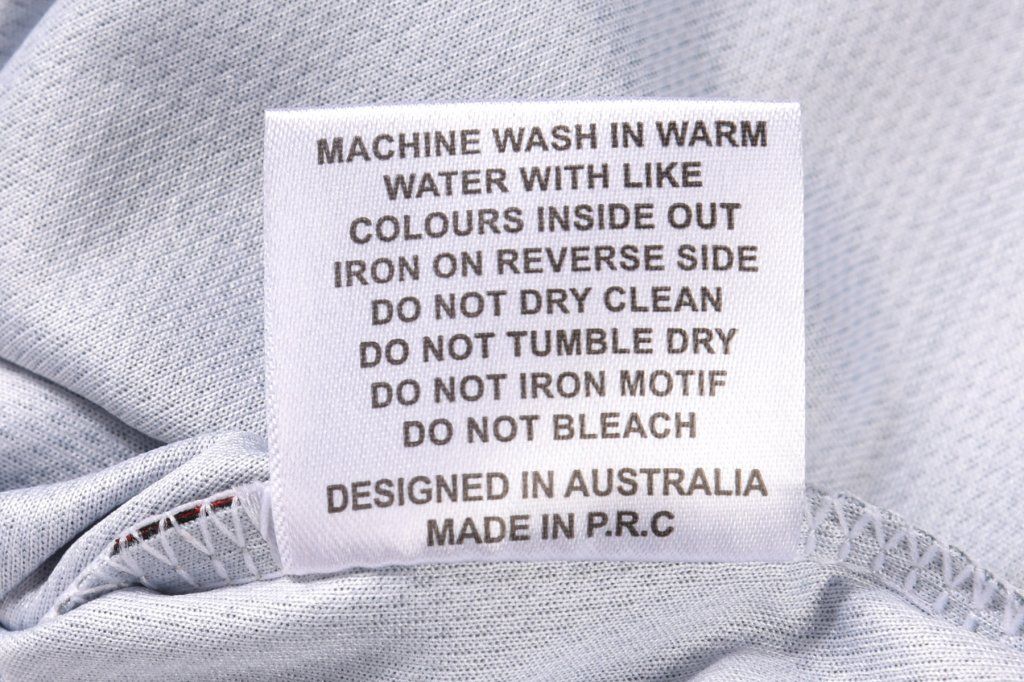 MACHINE WASH IN WARM
WATER WITH LIKE
COLOURS INSIDE OUT
IRON ON REVERSE SIDE
DO NOT DRY CLEAN
DO NOT TUMBLE DRY
DO NOT IRON MOTIF
DO NOT BLEACH
DESIGNED IN AUSTRALIA
MADE IN P.R.C